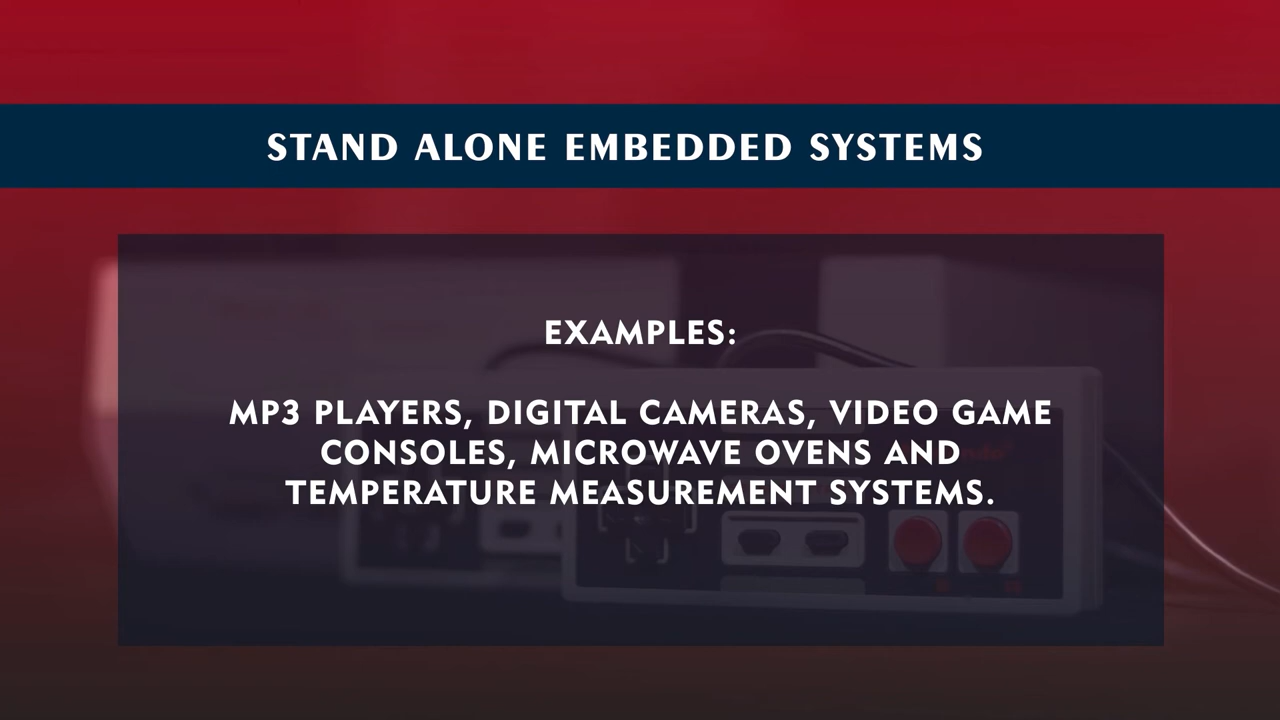 STAND ALONE EMBEDDED SYSTEMS
EXAMPLES:
MP3 PLAYERS, DIGITAL CAMERAS, VIDEO GAME
CONSOLES, MICROWAVE OVENS AND
TEMPERATURE MEASUREMENT SYSTEMS.